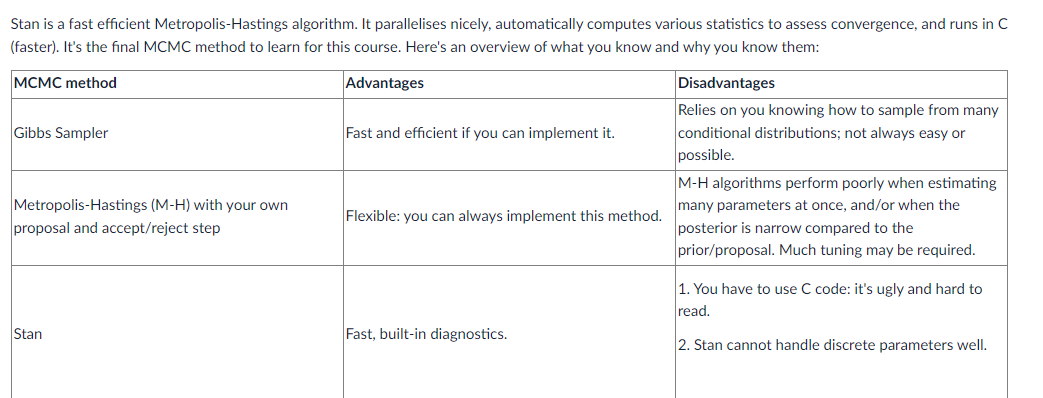 Stan is a fast efficient Metropolis-Hastings algorithm. It parallelises nicely, automatically computes various statistics to assess convergence, and runs in C
(faster). It's the final MCMC method to learn for this course. Here's an overview of what you know and why you know them:
MCMC method
Advantages
Disadvantages
Gibbs Sampler
Fast and efficient if you can implement it.
Relies on you knowing how to sample from many
conditional distributions; not always easy or
possible.
Metropolis-Hastings (M-H) with your own
proposal and accept/reject step
Flexible: you can always implement this method.
M-H algorithms perform poorly when estimating
many parameters at once, and/or when the
posterior is narrow compared to the
prior/proposal. Much tuning may be required.
Stan
Fast, built-in diagnostics.
1. You have to use C code: it's ugly and hard to
read.
2. Stan cannot handle discrete parameters well.